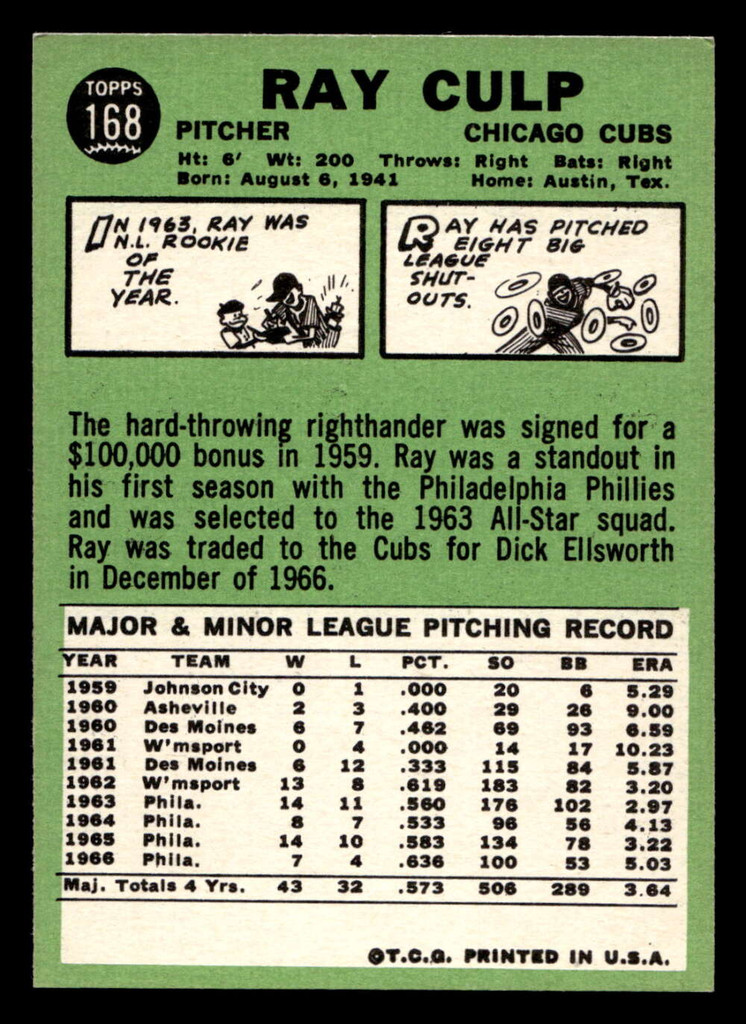 TOPPS
168
RAY CULP
PITCHER CHICAGO CUBS
Ht: 6' Wt: 200 Throws: Right Bats: Right
Born: August 6, 1941 Home: Austin, Tex.
IN 1963, RAY WAS
N.L. ROOKIE
OF
THE
YEAR.
RAY HAS PITCHED
EIGHT BIG
LEAGUE
SHUT-
OUTS.
The hard-throwing righthander was signed for a
$100,000 bonus in 1959. Ray was a standout in
his first season with the Philadelphia Phillies
and was selected to the 1963 All-Star squad.
Ray was traded to the Cubs for Dick Ellsworth
in December of 1966.
MAJOR & MINOR LEAGUE PITCHING RECORD
YEAR TEAM W L PCT. SO BB ERA
1959 Johnson City 0 1 .000 20 6 5.29
1960 Asheville 2 3 .400 29 26 9.00
1960 Des Moines 6 7 .462 69 93 6.59
1961 W'msport 0 4 .000 14 17 10.23
1961 Des Moines 6 12 .333 115 84 5.87
1962 W'msport 13 8 .619 183 82 3.20
1963 Phila. 14 11 .560 176 102 2.97
1964 Phila. 8 7 .533 96 56 4.13
1965 Phila. 14 10 .583 134 78 3.22
1966 Phila. 7 4 .636 100 53 5.03
Maj. Totals 4 Yrs. 43 32 .573 506 289 3.64
©T.C.G. PRINTED IN U.S.A.